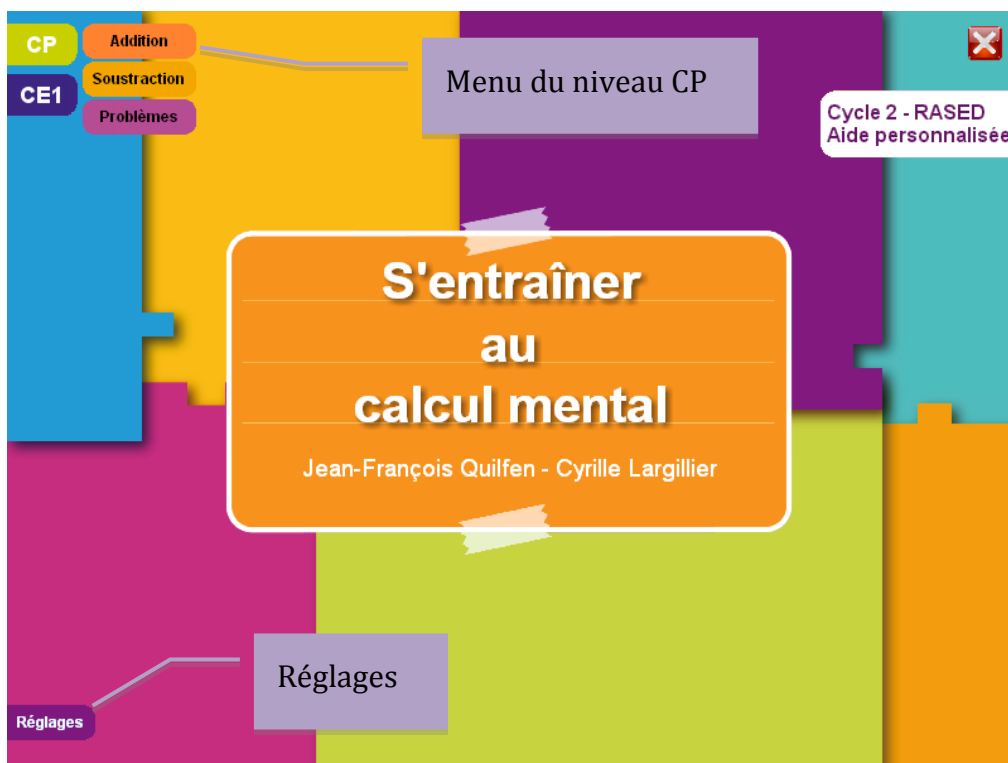 CP
Addition
Soustraction
Problèmes
CE1
Menu du niveau CP
Cycle 2 - RASED
Aide personnalisée
S'entraîner
au
calcul mental
Jean-François Quilfen - Cyrille Largillier
Réglages
Réglages